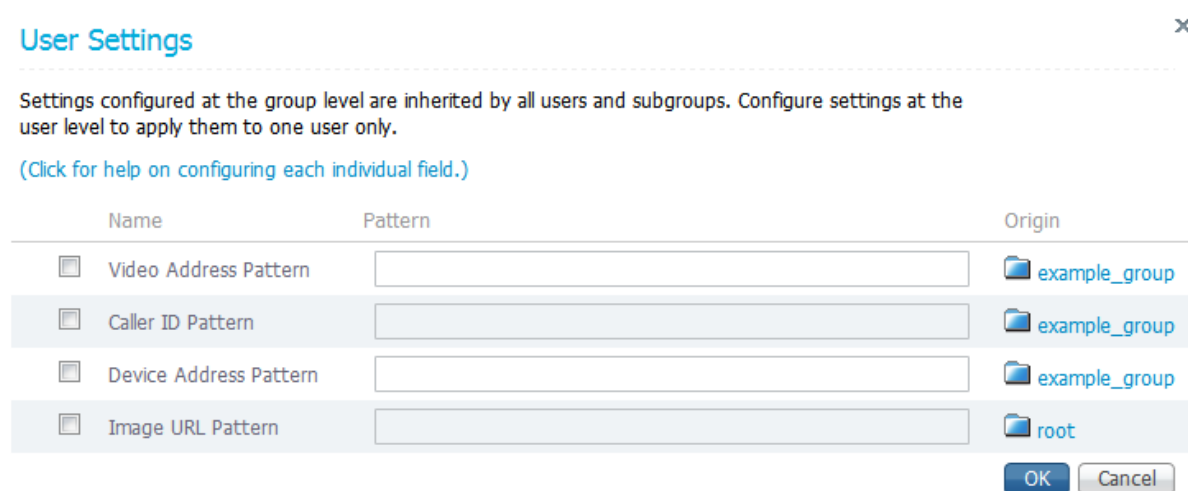 User Settings
Settings configured at the group level are inherited by all users and subgroups. Configure settings at the
user level to apply them to one user only.
(Click for help on configuring each individual field.)
Name Pattern Origin
Video Address Pattern example_group
Caller ID Pattern example_group
Device Address Pattern example_group
Image URL Pattern root
OK Cancel